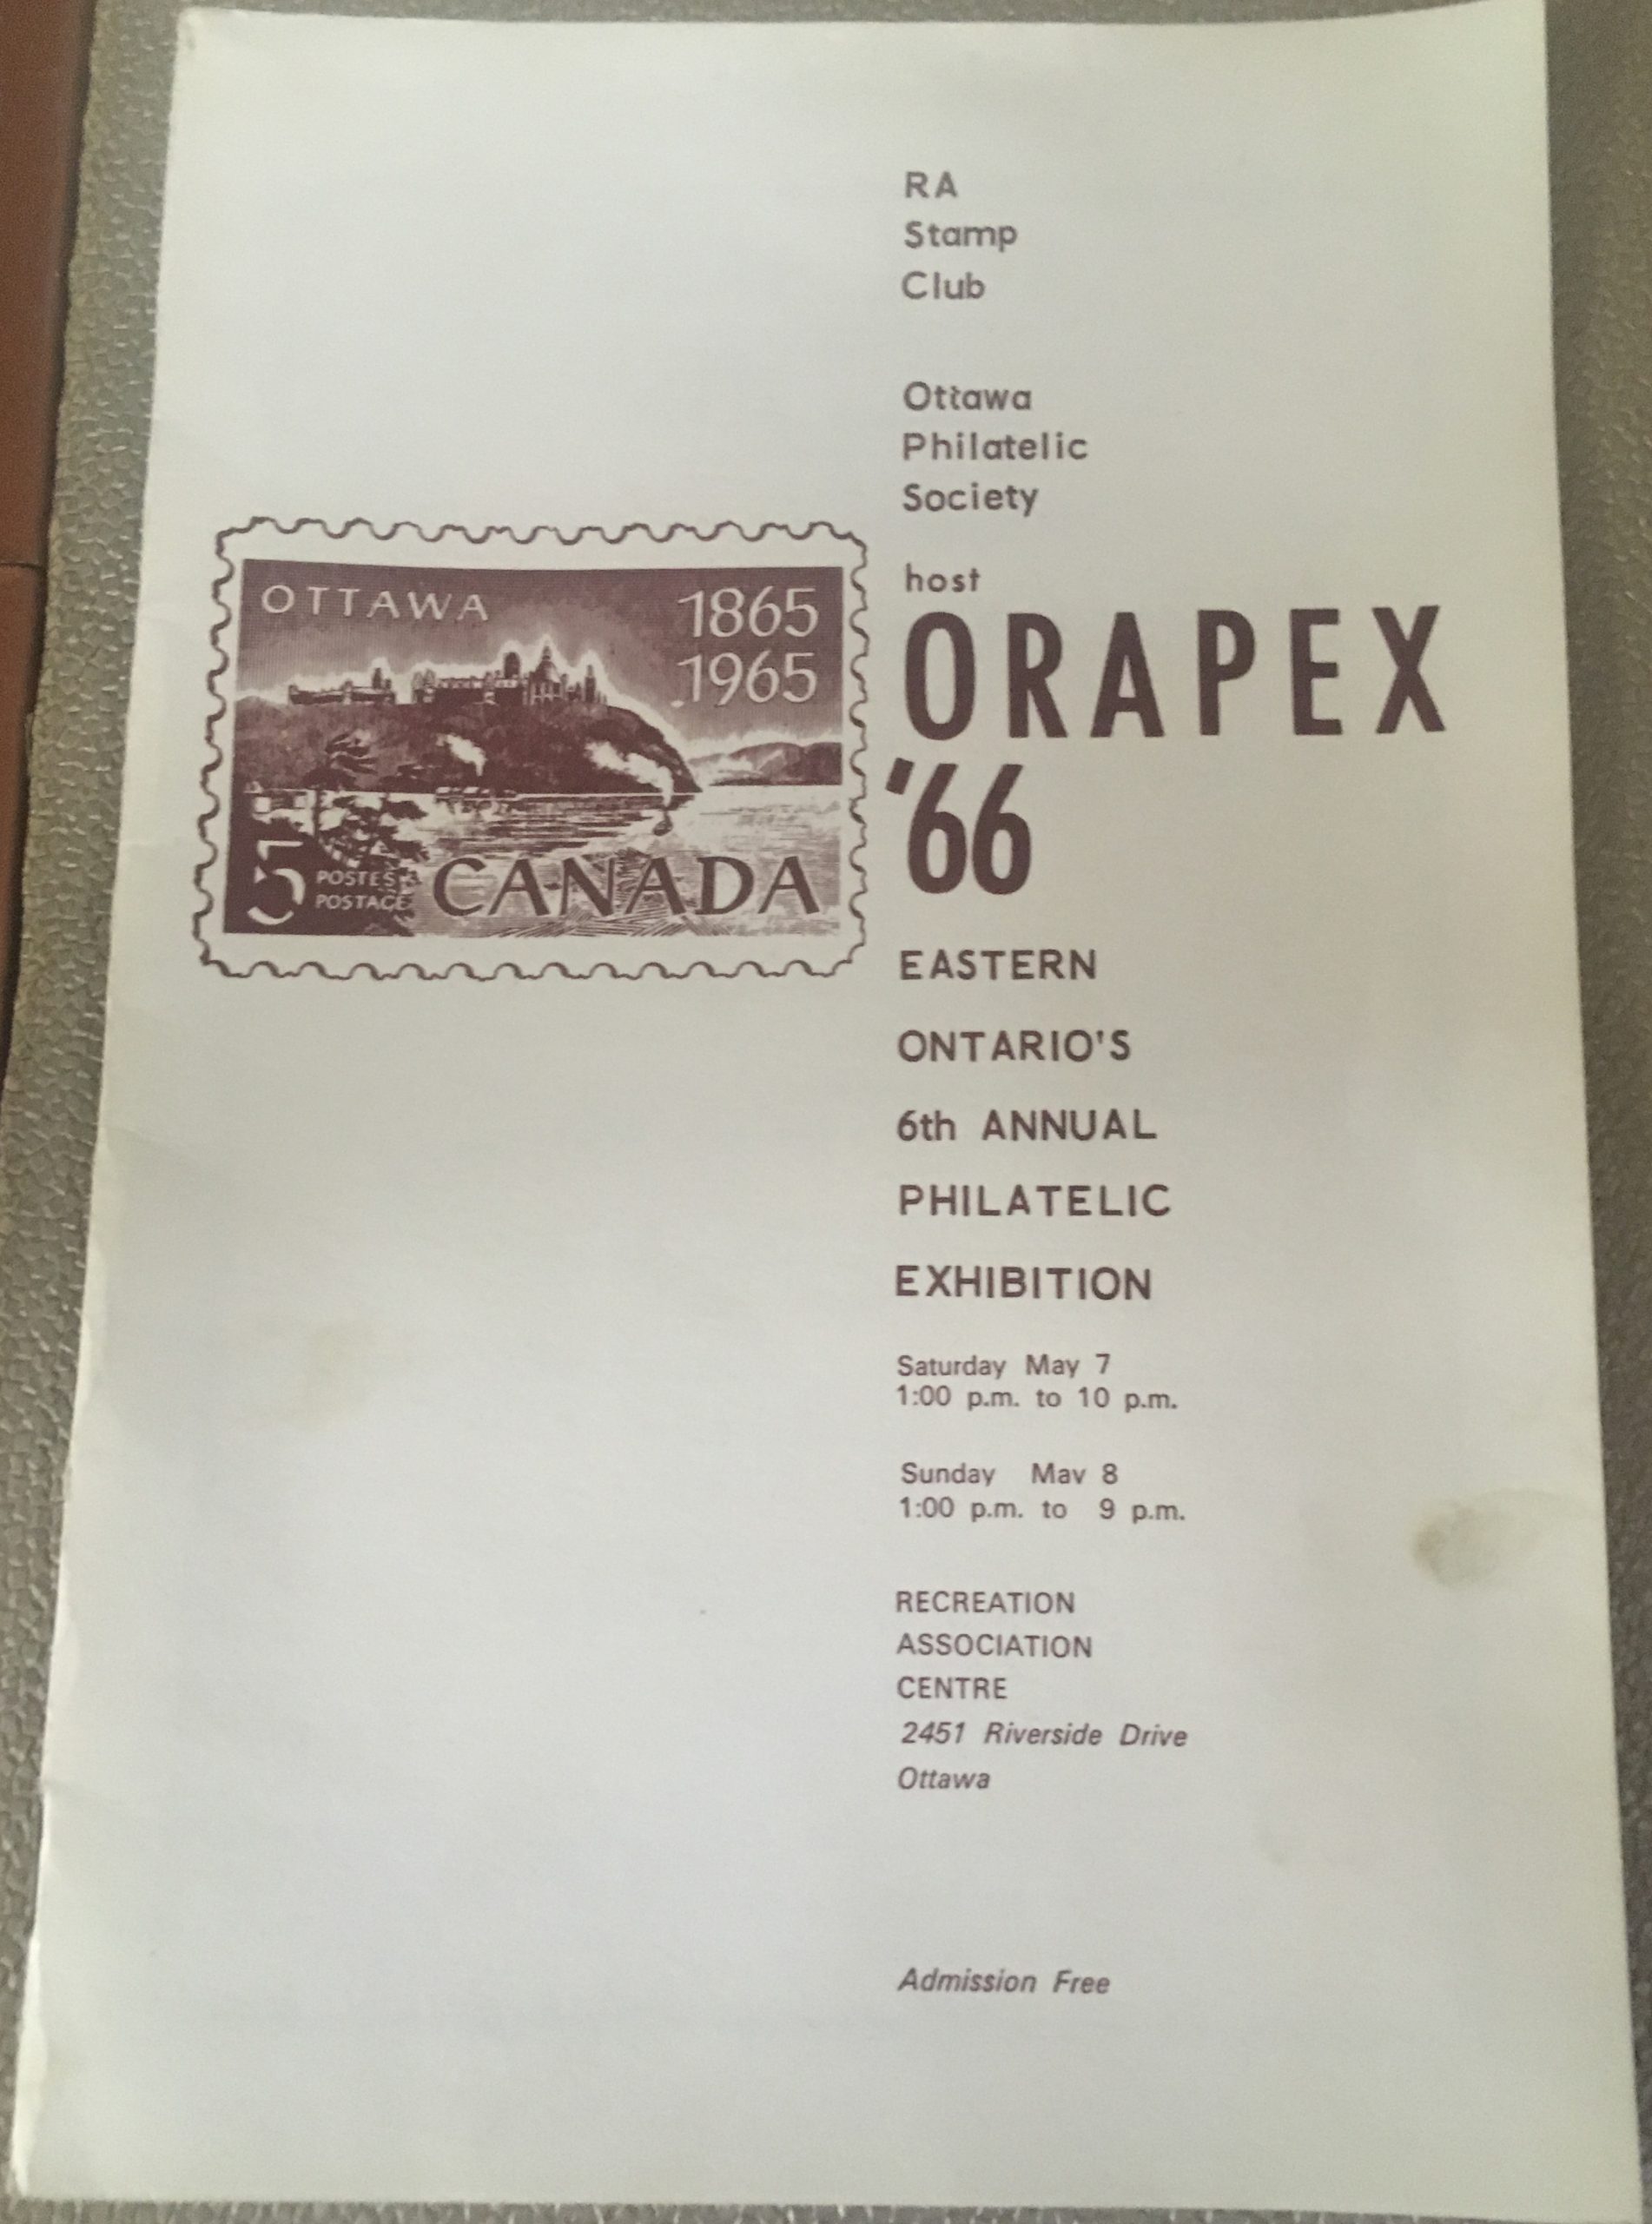 RA
Stamp
Club
Ottawa
Philatelic
Society
host
ORAPEX
'66
OTTAWA
1865
1965
5
POSTES
POSTAGE
CANADA
EASTERN
ONTARIO'S
6th ANNUAL
PHILATELIC
EXHIBITION
Saturday May 7
1:00 p.m. to 10 p.m.
Sunday May 8
1:00 p.m. to 9 p.m.
RECREATION
ASSOCIATION
CENTRE
2451 Riverside Drive
Ottawa
Admission Free